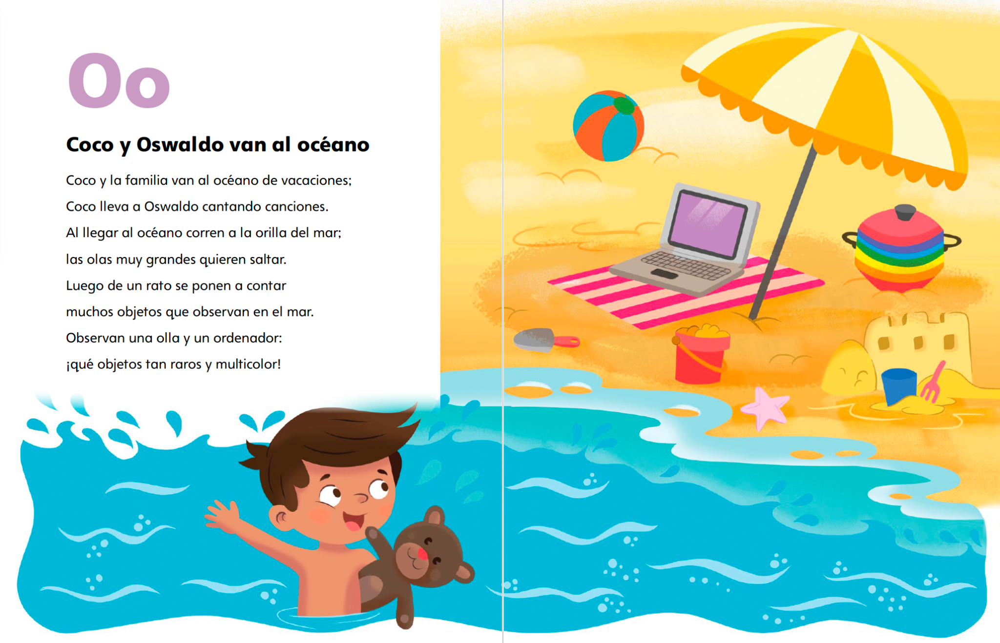 Oo
Coco y Oswaldo van al océano
Coco y la familia van al océano de vacaciones;
Coco lleva a Oswaldo cantando canciones.
Al llegar al océano corren a la orilla del mar;
las olas muy grandes quieren saltar.
Luego de un rato se ponen a contar
muchos objetos que observan en el mar.
Observan una olla y un ordenador:
¡qué objetos tan raros y multicolor!